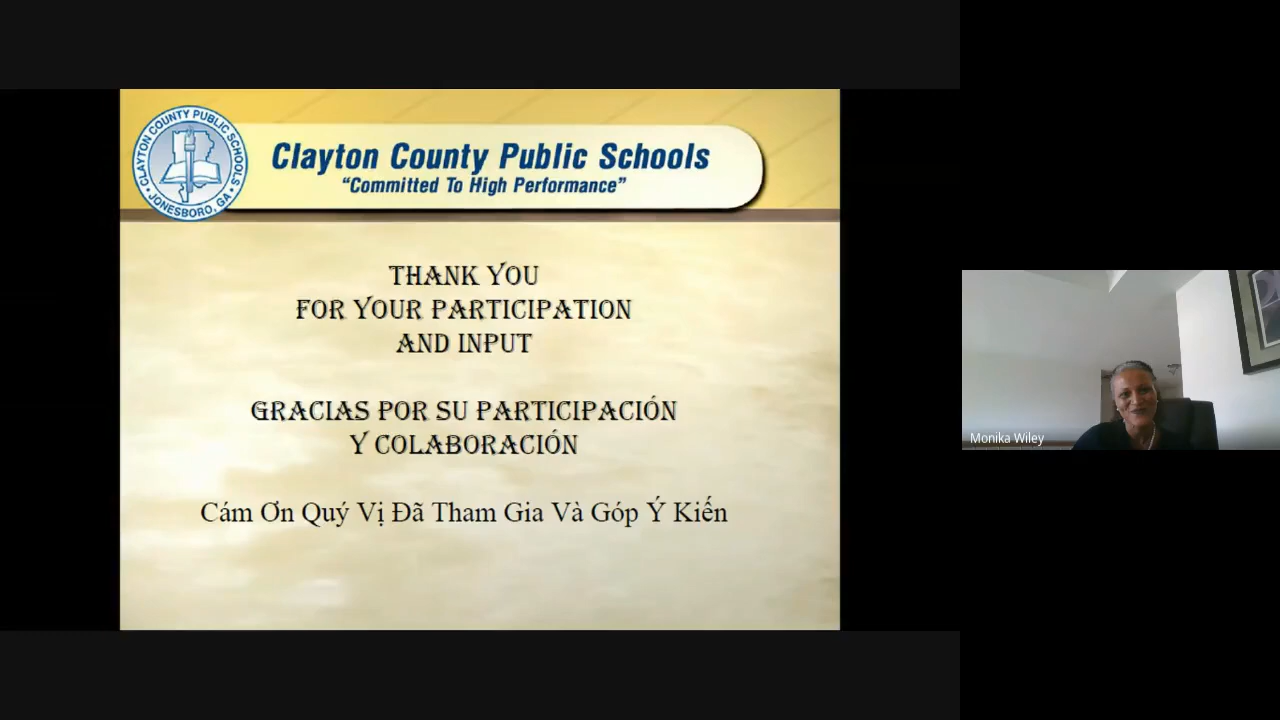 CLAYTON COUNTY PUBLIC SCHOOLS
JONESBORO, GA.
Clayton County Public Schools
“Committed To High Performance”
THANK YOU
FOR YOUR PARTICIPATION
AND INPUT
GRACIAS POR SU PARTICIPACIÓN
Y COLABORACIÓN
Cám Ơn Quý Vị Đã Tham Gia Và Góp Ý Kiến
Monika Wiley